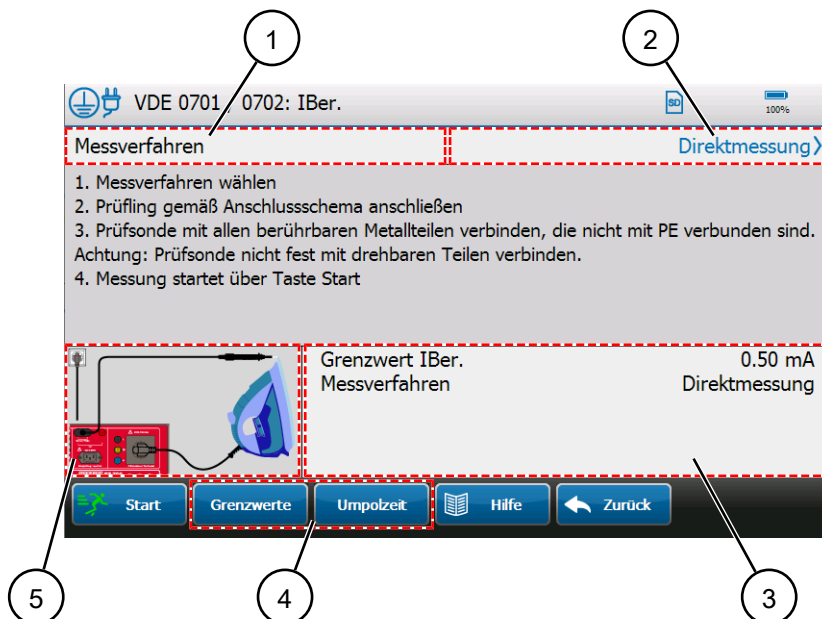 1
2
VDE 0701 / 0702: IBer.
SD
100%
Messverfahren
Direktmessung
1. Messverfahren wählen
2. Prüfling gemäß Anschlussschema anschließen
3. Prüfsonde mit allen berührbaren Metallteilen verbinden, die nicht mit PE verbunden sind.
Achtung: Prüfsonde nicht fest mit drehbaren Teilen verbinden.
4. Messung startet über Taste Start
Grenzwert IBer. 0.50 mA
Messverfahren Direktmessung
Start
Grenzwerte
Umpolzeit
Hilfe
Zurück
5
4
3